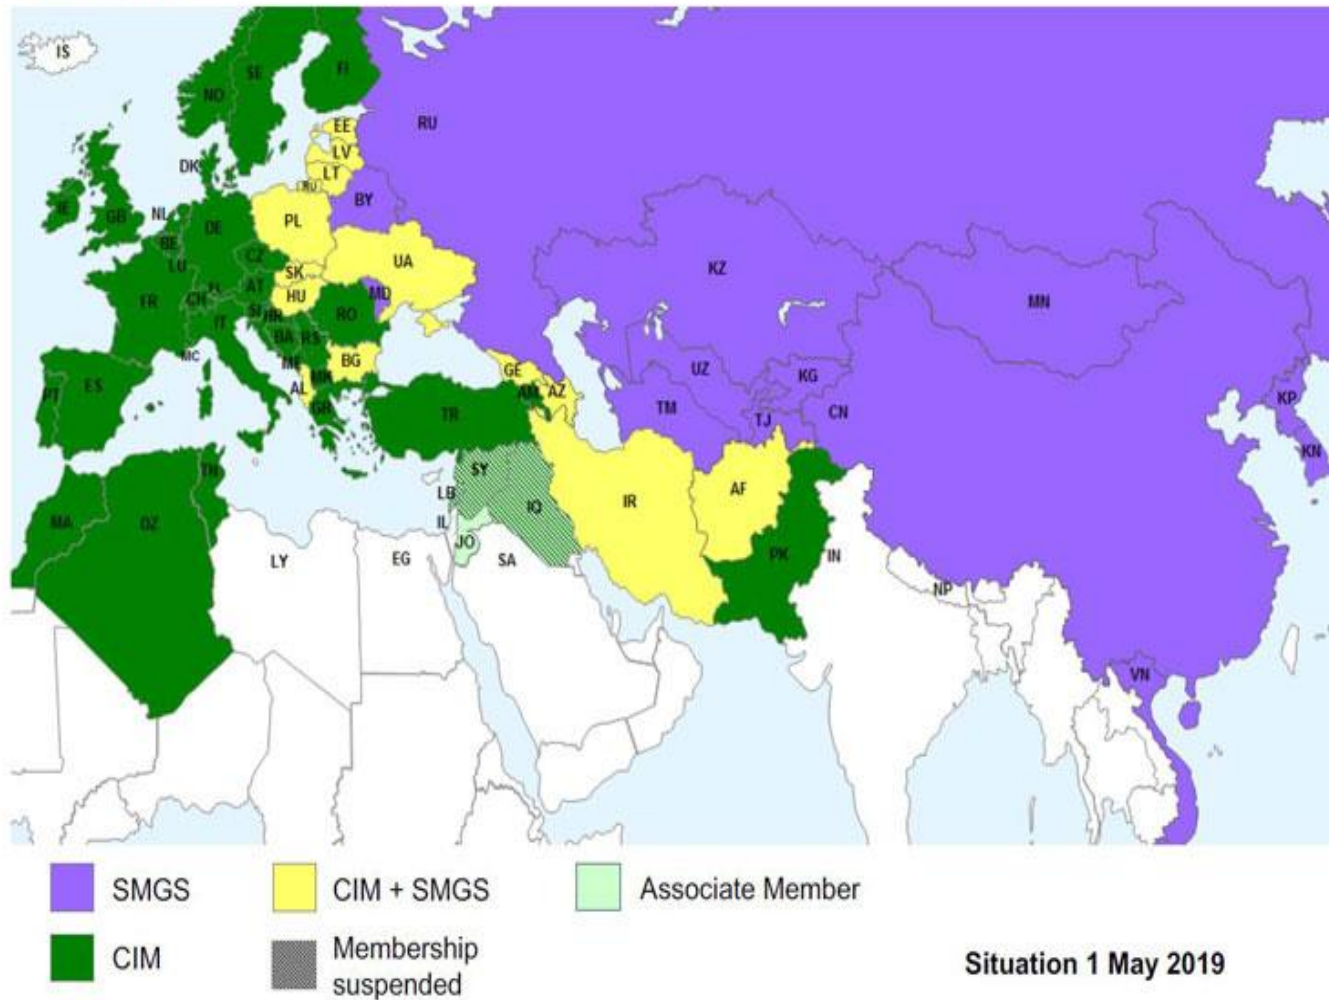 IS
SE
FI
NO
RU
EE
LV
DK
LT
RU
BY
IE
GB
NL
DE
PL
BE
CZ
UA
LU
SK
KZ
FR
CH
AT
HU
MD
MN
SI
HR
RO
IT
BA
RS
MC
ME
BG
GE
UZ
KG
PT
ES
AL
MK
AM
AZ
KP
GR
TR
TM
TJ
CN
KN
TN
SY
LB
IQ
IR
AF
MA
DZ
IL
JO
PK
IN
LY
EG
SA
NP
VN
SMGS
CIM + SMGS
Associate Member
CIM
Membership
suspended
Situation 1 May 2019